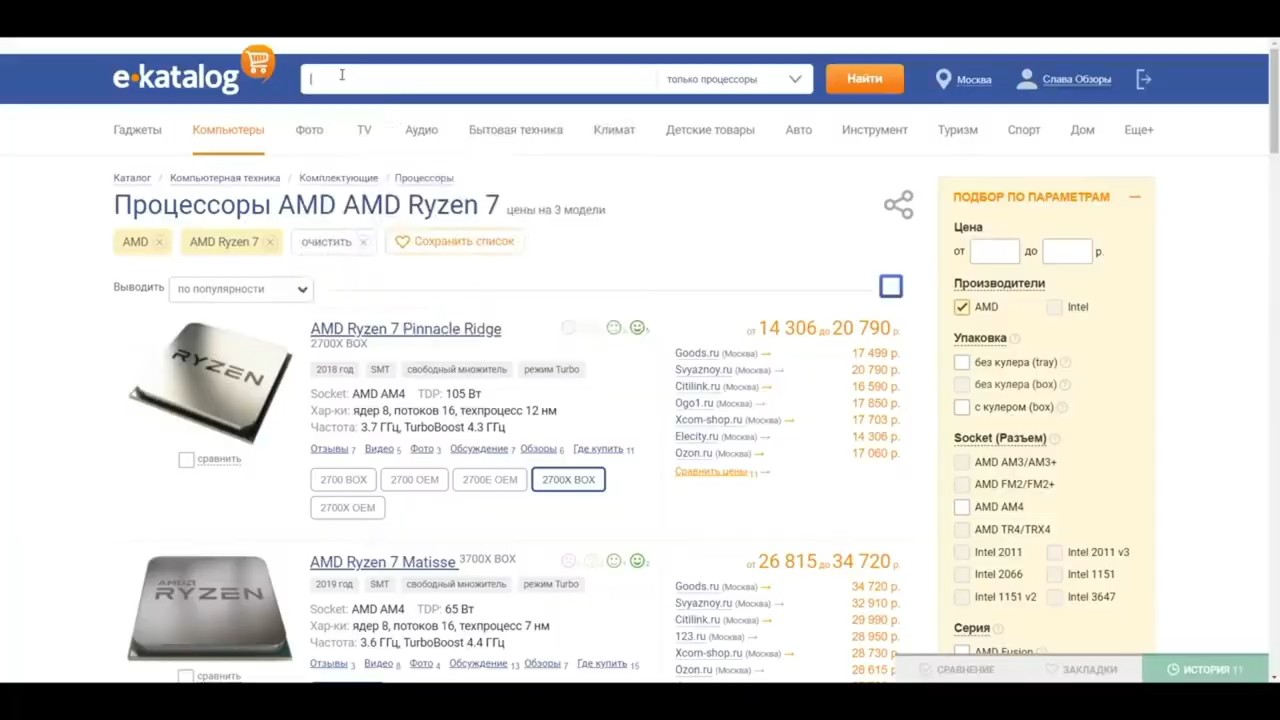 e·katalog
только процессоры
Найти
Москва
Слава Обзоры
Гаджеты Компьютеры Фото TV Аудио Бытовая техника Климат Детские товары Авто Инструмент Туризм Спорт Дом Еще+
Каталог / Компьютерная техника / Комплектующие / Процессоры
Процессоры AMD AMD Ryzen 7 цены на 3 модели
AMD × AMD Ryzen 7 × очистить × Сохранить список
Выводить по популярности
RYZEN
сравнить
AMD Ryzen 7 Pinnacle Ridge
2700X BOX
2018 год SMT свободный множитель режим Turbo
Socket: AMD AM4 TDP: 105 Вт
Хар-ки: ядер 8, потоков 16, техпроцесс 12 нм
Частота: 3.7 ГГц, TurboBoost 4.3 ГГц
Отзывы 7 Видео 5 Фото 3 Обсуждение 7 Обзоры 6 Где купить 11
2700 BOX 2700 OEM 2700E OEM 2700X BOX
2700X OEM
от 14 306 до 20 790 р.
Goods.ru (Москва) → 17 499 р.
Svyaznoy.ru (Москва) → 20 790 р.
Citilink.ru (Москва) → 16 590 р.
Ogo1.ru (Москва) → 17 850 р.
Xcom-shop.ru (Москва) → 17 703 р.
Elecity.ru (Москва) → 14 306 р.
Ozon.ru (Москва) → 17 060 р.
Сравнить цены 11 →
AMD
RYZEN
сравнить
AMD Ryzen 7 Matisse 3700X BOX
2019 год SMT свободный множитель режим Turbo
Socket: AMD AM4 TDP: 65 Вт
Хар-ки: ядер 8, потоков 16, техпроцесс 7 нм
Частота: 3.6 ГГц, TurboBoost 4.4 ГГц
Отзывы 3 Видео 8 Фото 4 Обсуждение 13 Обзоры 7 Где купить 15
от 26 815 до 34 720 р.
Goods.ru (Москва) → 34 720 р.
Svyaznoy.ru (Москва) → 32 910 р.
Citilink.ru (Москва) → 29 990 р.
123.ru (Москва) → 28 950 р.
Xcom-shop.ru (Москва) → 28 730 р.
Ozon.ru (Москва) → 28 615 р.
ПОДБОР ПО ПАРАМЕТРАМ
Цена
от до р.
Производители
AMD Intel
Упаковка
без кулера (tray)
без кулера (box)
с кулером (box)
Socket (Разъем)
AMD AM3/AM3+
AMD FM2/FM2+
AMD AM4
AMD TR4/TRX4
Intel 2011 Intel 2011 v3
Intel 2066 Intel 1151
Intel 1151 v2 Intel 3647
Серия
AMD Fusion
СРАВНЕНИЕ ЗАКЛАДКИ ИСТОРИЯ 11